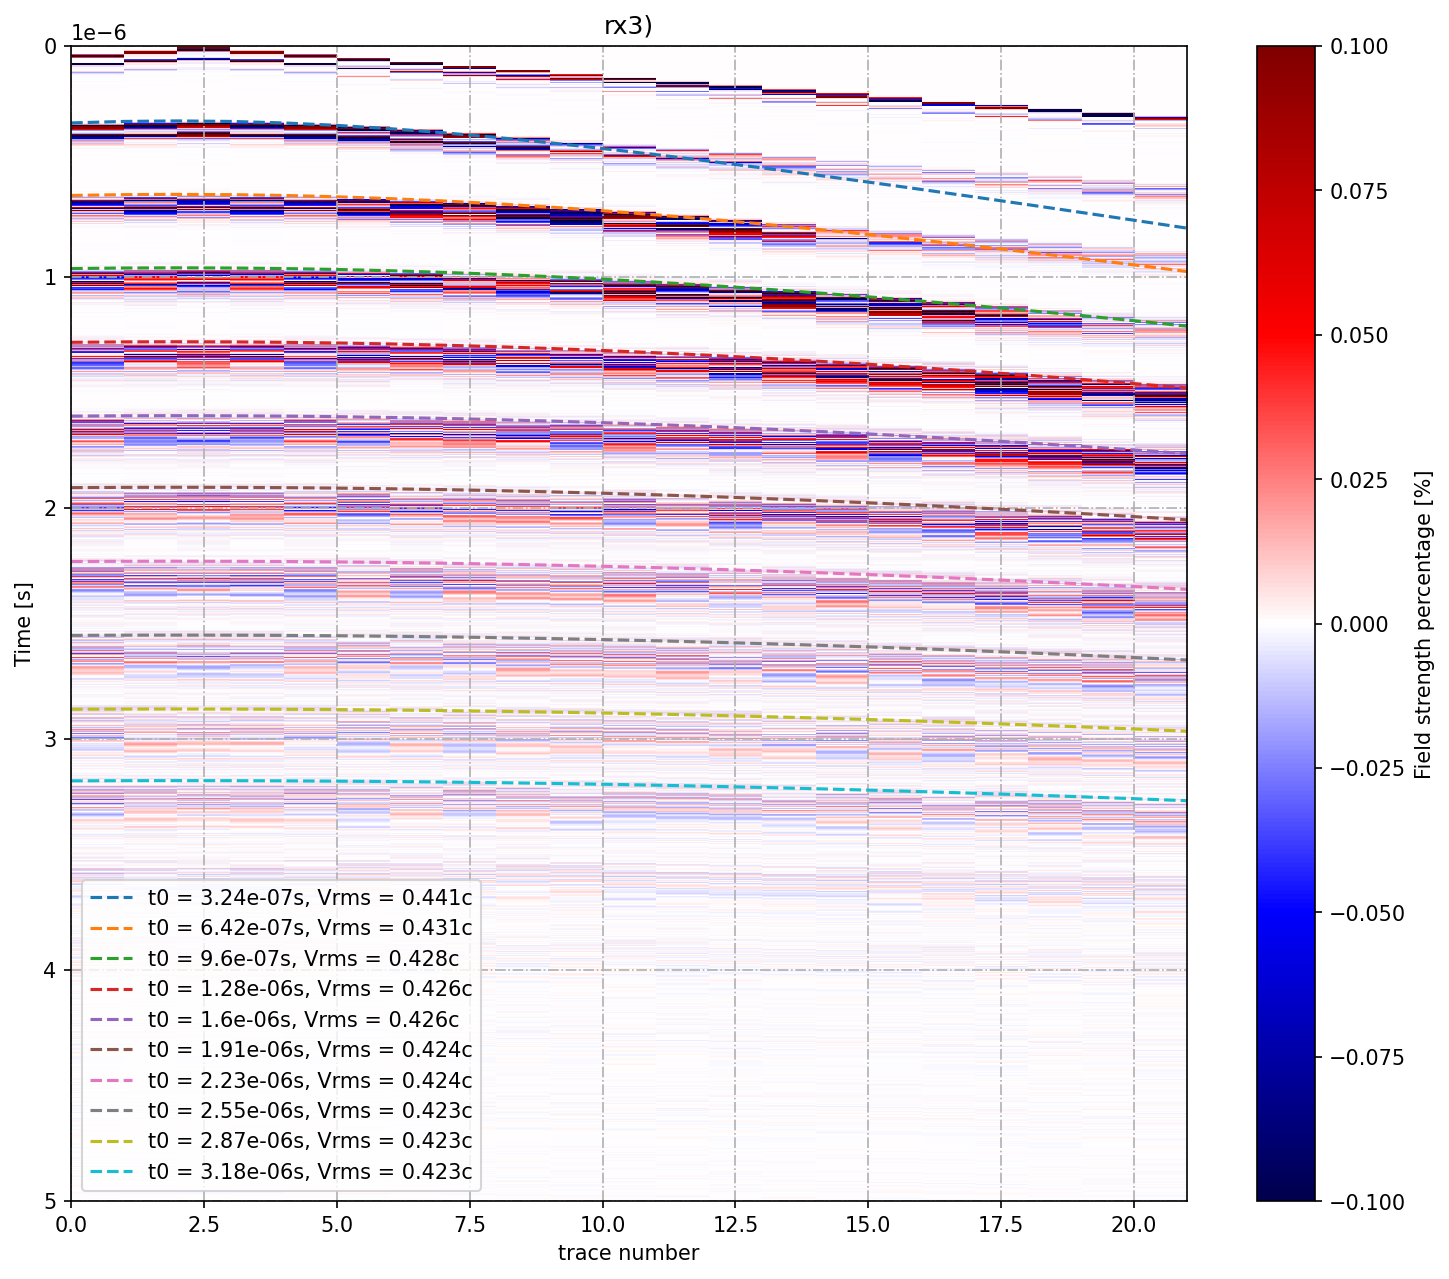 rx3)
1e−6
0
1
2
3
4
5
Time [s]
t0 = 3.24e-07s, Vrms = 0.441c
t0 = 6.42e-07s, Vrms = 0.431c
t0 = 9.6e-07s, Vrms = 0.428c
t0 = 1.28e-06s, Vrms = 0.426c
t0 = 1.6e-06s, Vrms = 0.426c
t0 = 1.91e-06s, Vrms = 0.424c
t0 = 2.23e-06s, Vrms = 0.424c
t0 = 2.55e-06s, Vrms = 0.423c
t0 = 2.87e-06s, Vrms = 0.423c
t0 = 3.18e-06s, Vrms = 0.423c
0.0 2.5 5.0 7.5 10.0 12.5 15.0 17.5 20.0
trace number
0.100
0.075
0.050
0.025
0.000
−0.025
−0.050
−0.075
−0.100
Field strength percentage [%]